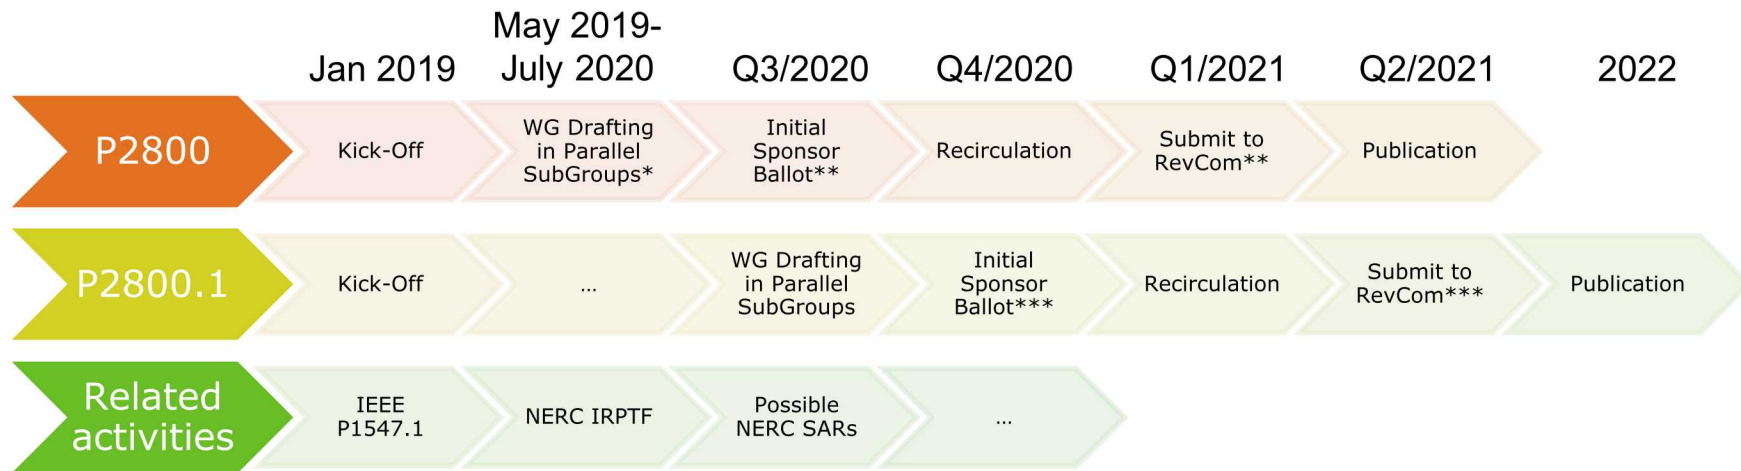 May 2019-
Jan 2019 July 2020 Q3/2020 Q4/2020 Q1/2021 Q2/2021 2022
P2800
Kick-Off
WG Drafting
in Parallel
SubGroups*
Initial
Sponsor
Ballot**
Recirculation
Submit to
RevCom**
Publication
P2800.1
Kick-Off
...
WG Drafting
in Parallel
SubGroups
Initial
Sponsor
Ballot***
Recirculation
Submit to
RevCom***
Publication
Related
activities
IEEE
P1547.1
NERC IRPTF
Possible
NERC SARs
...